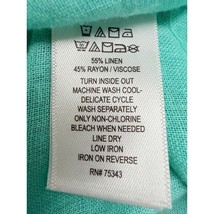 55% LINEN
45% RAYON / VISCOSE
TURN INSIDE OUT
MACHINE WASH COOL-
DELICATE CYCLE
WASH SEPARATELY
ONLY NON-CHLORINE
BLEACH WHEN NEEDED
LINE DRY
LOW IRON
IRON ON REVERSE
RN# 75343